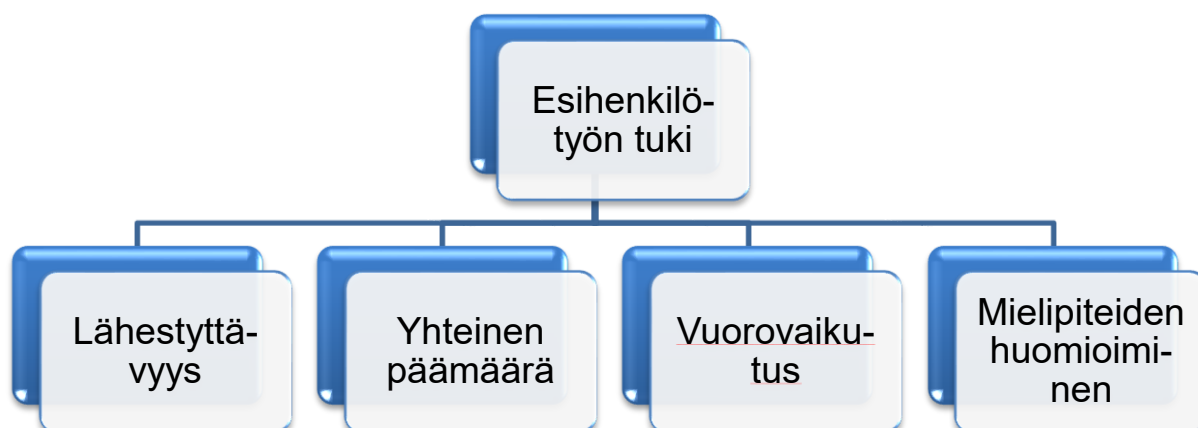 Esihenkilö-
työn tuki
Lähestyttä-
vyys
Yhteinen
päämäärä
Vuorovaiku-
tus
Mielipiteiden
huomioimi-
nen